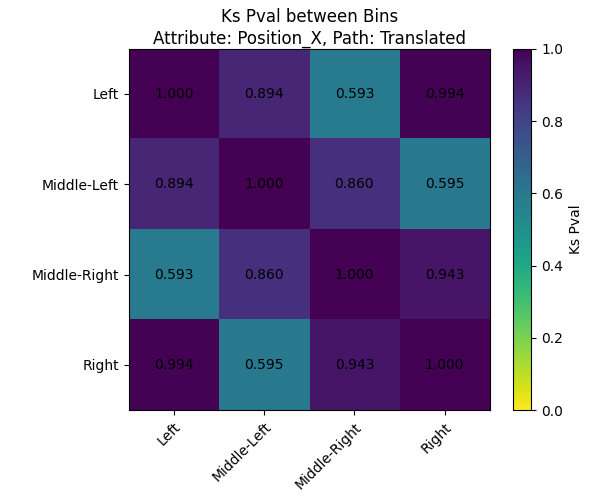 Ks Pval between Bins
Attribute: Position_X, Path: Translated
Left
1.000 0.894 0.593 0.994
Middle-Left
0.894 1.000 0.860 0.595
Middle-Right
0.593 0.860 1.000 0.943
Right
0.994 0.595 0.943 1.000
Left
Middle-Left
Middle-Right
Right
1.0
0.8
0.6
0.4
0.2
0.0
Ks Pval